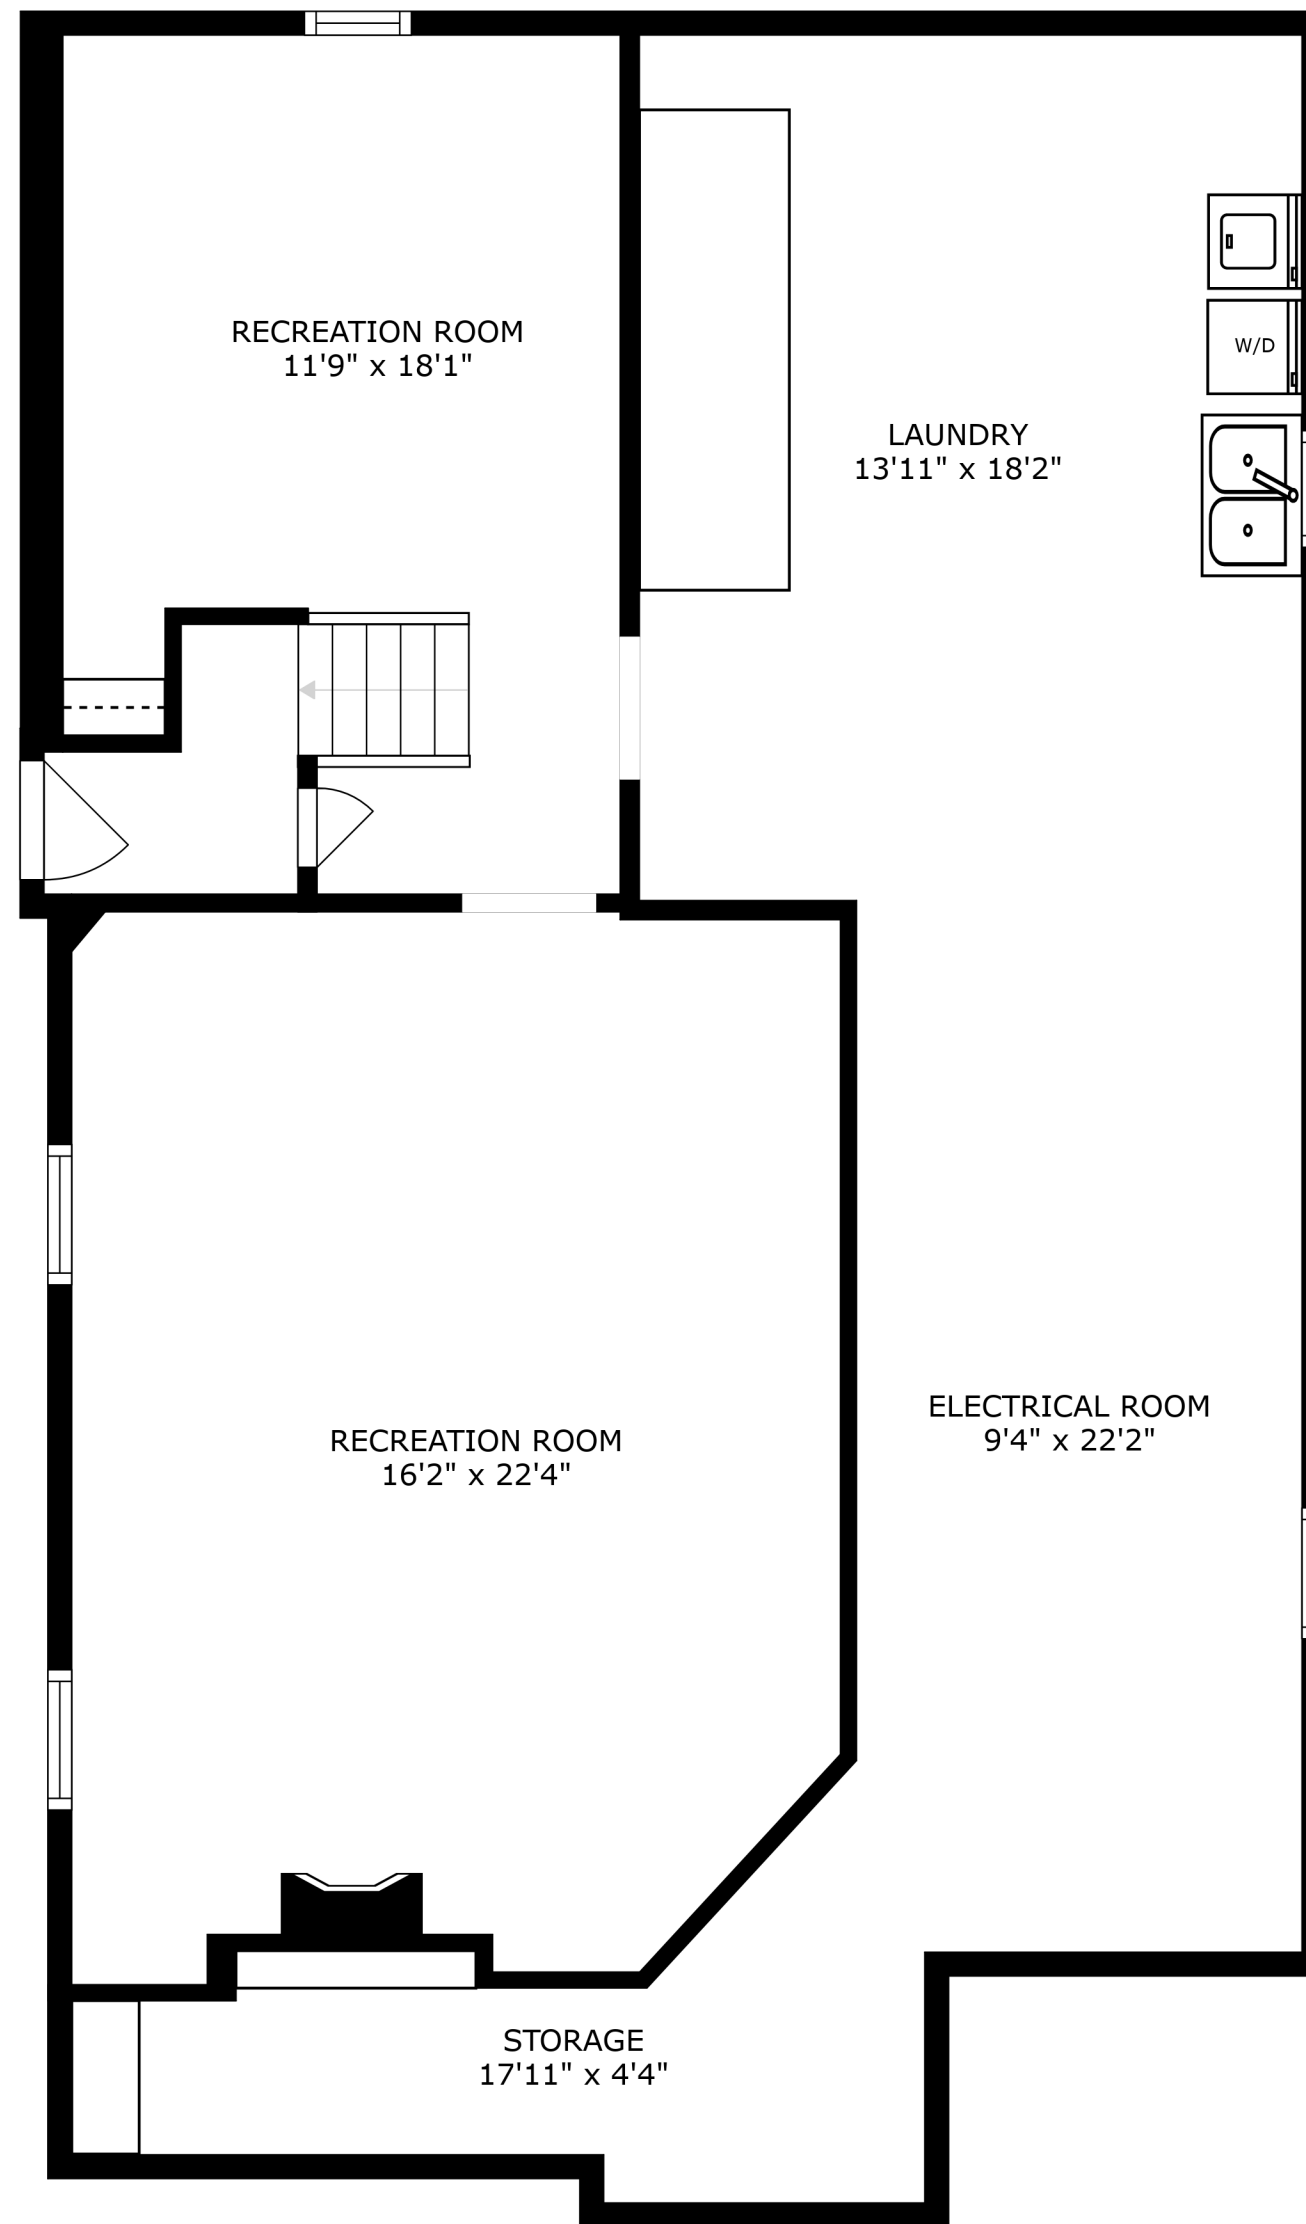 RECREATION ROOM
11'9" x 18'1"
W/D
LAUNDRY
13'11" x 18'2"
ELECTRICAL ROOM
9'4" x 22'2"
RECREATION ROOM
16'2" x 22'4"
STORAGE
17'11" x 4'4"